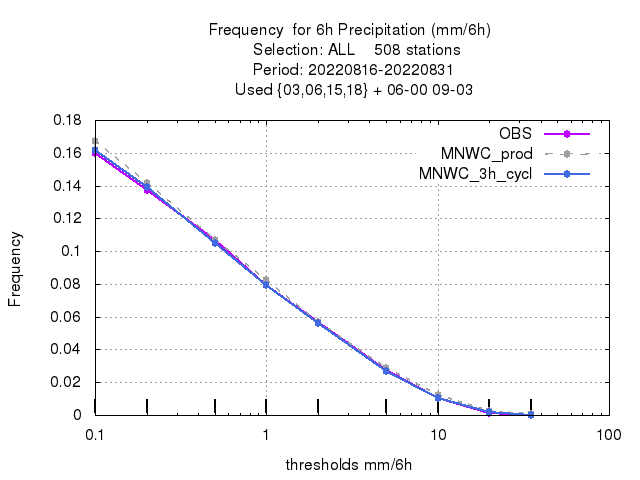 Frequency  for 6h Precipitation (mm/6h)
Selection: ALL    508 stations
Period: 20220816-20220831
Used {03,06,15,18} + 06-00 09-03
OBS
MNWC_prod
MNWC_3h_cycl
0.18
0.16
0.14
0.12
0.1
0.08
0.06
0.04
0.02
0
Frequency
0.1 1 10 100
thresholds mm/6h